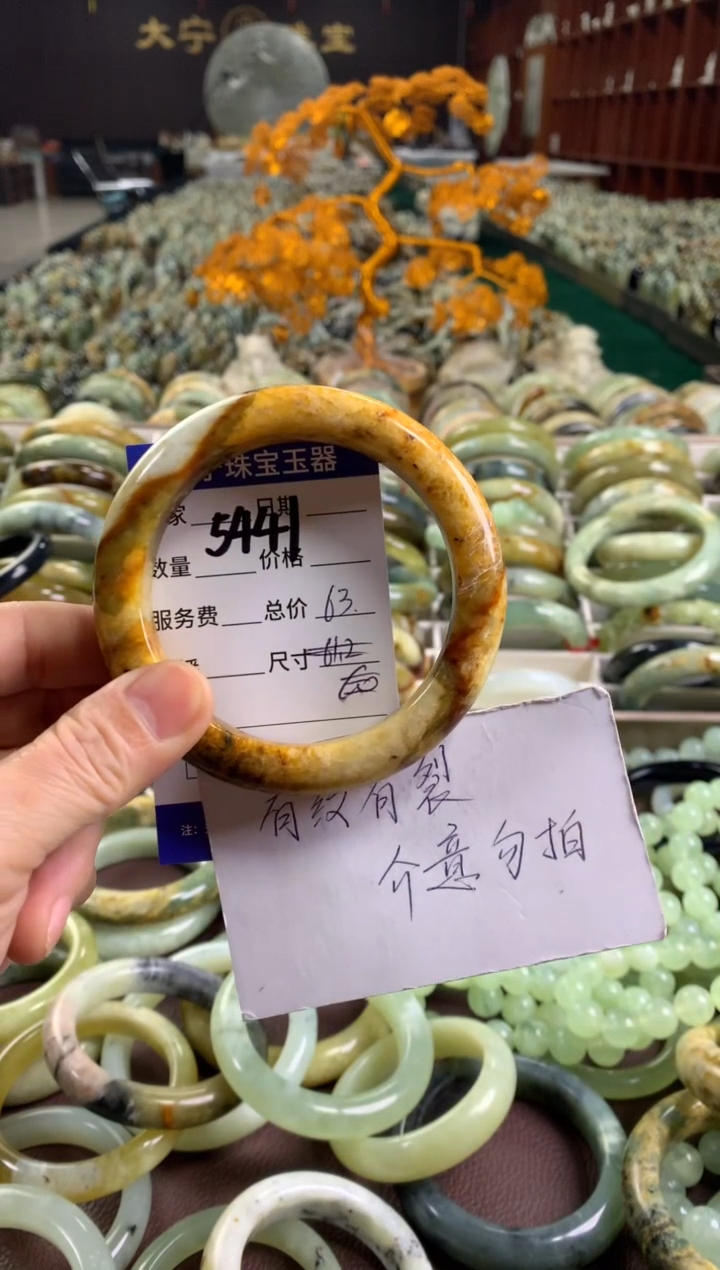 大宁 珠宝
珠宝玉器
家 日期
5441
数量 价格
服务费 总价 63.
尺寸
注:
有纹有裂
介意勿拍